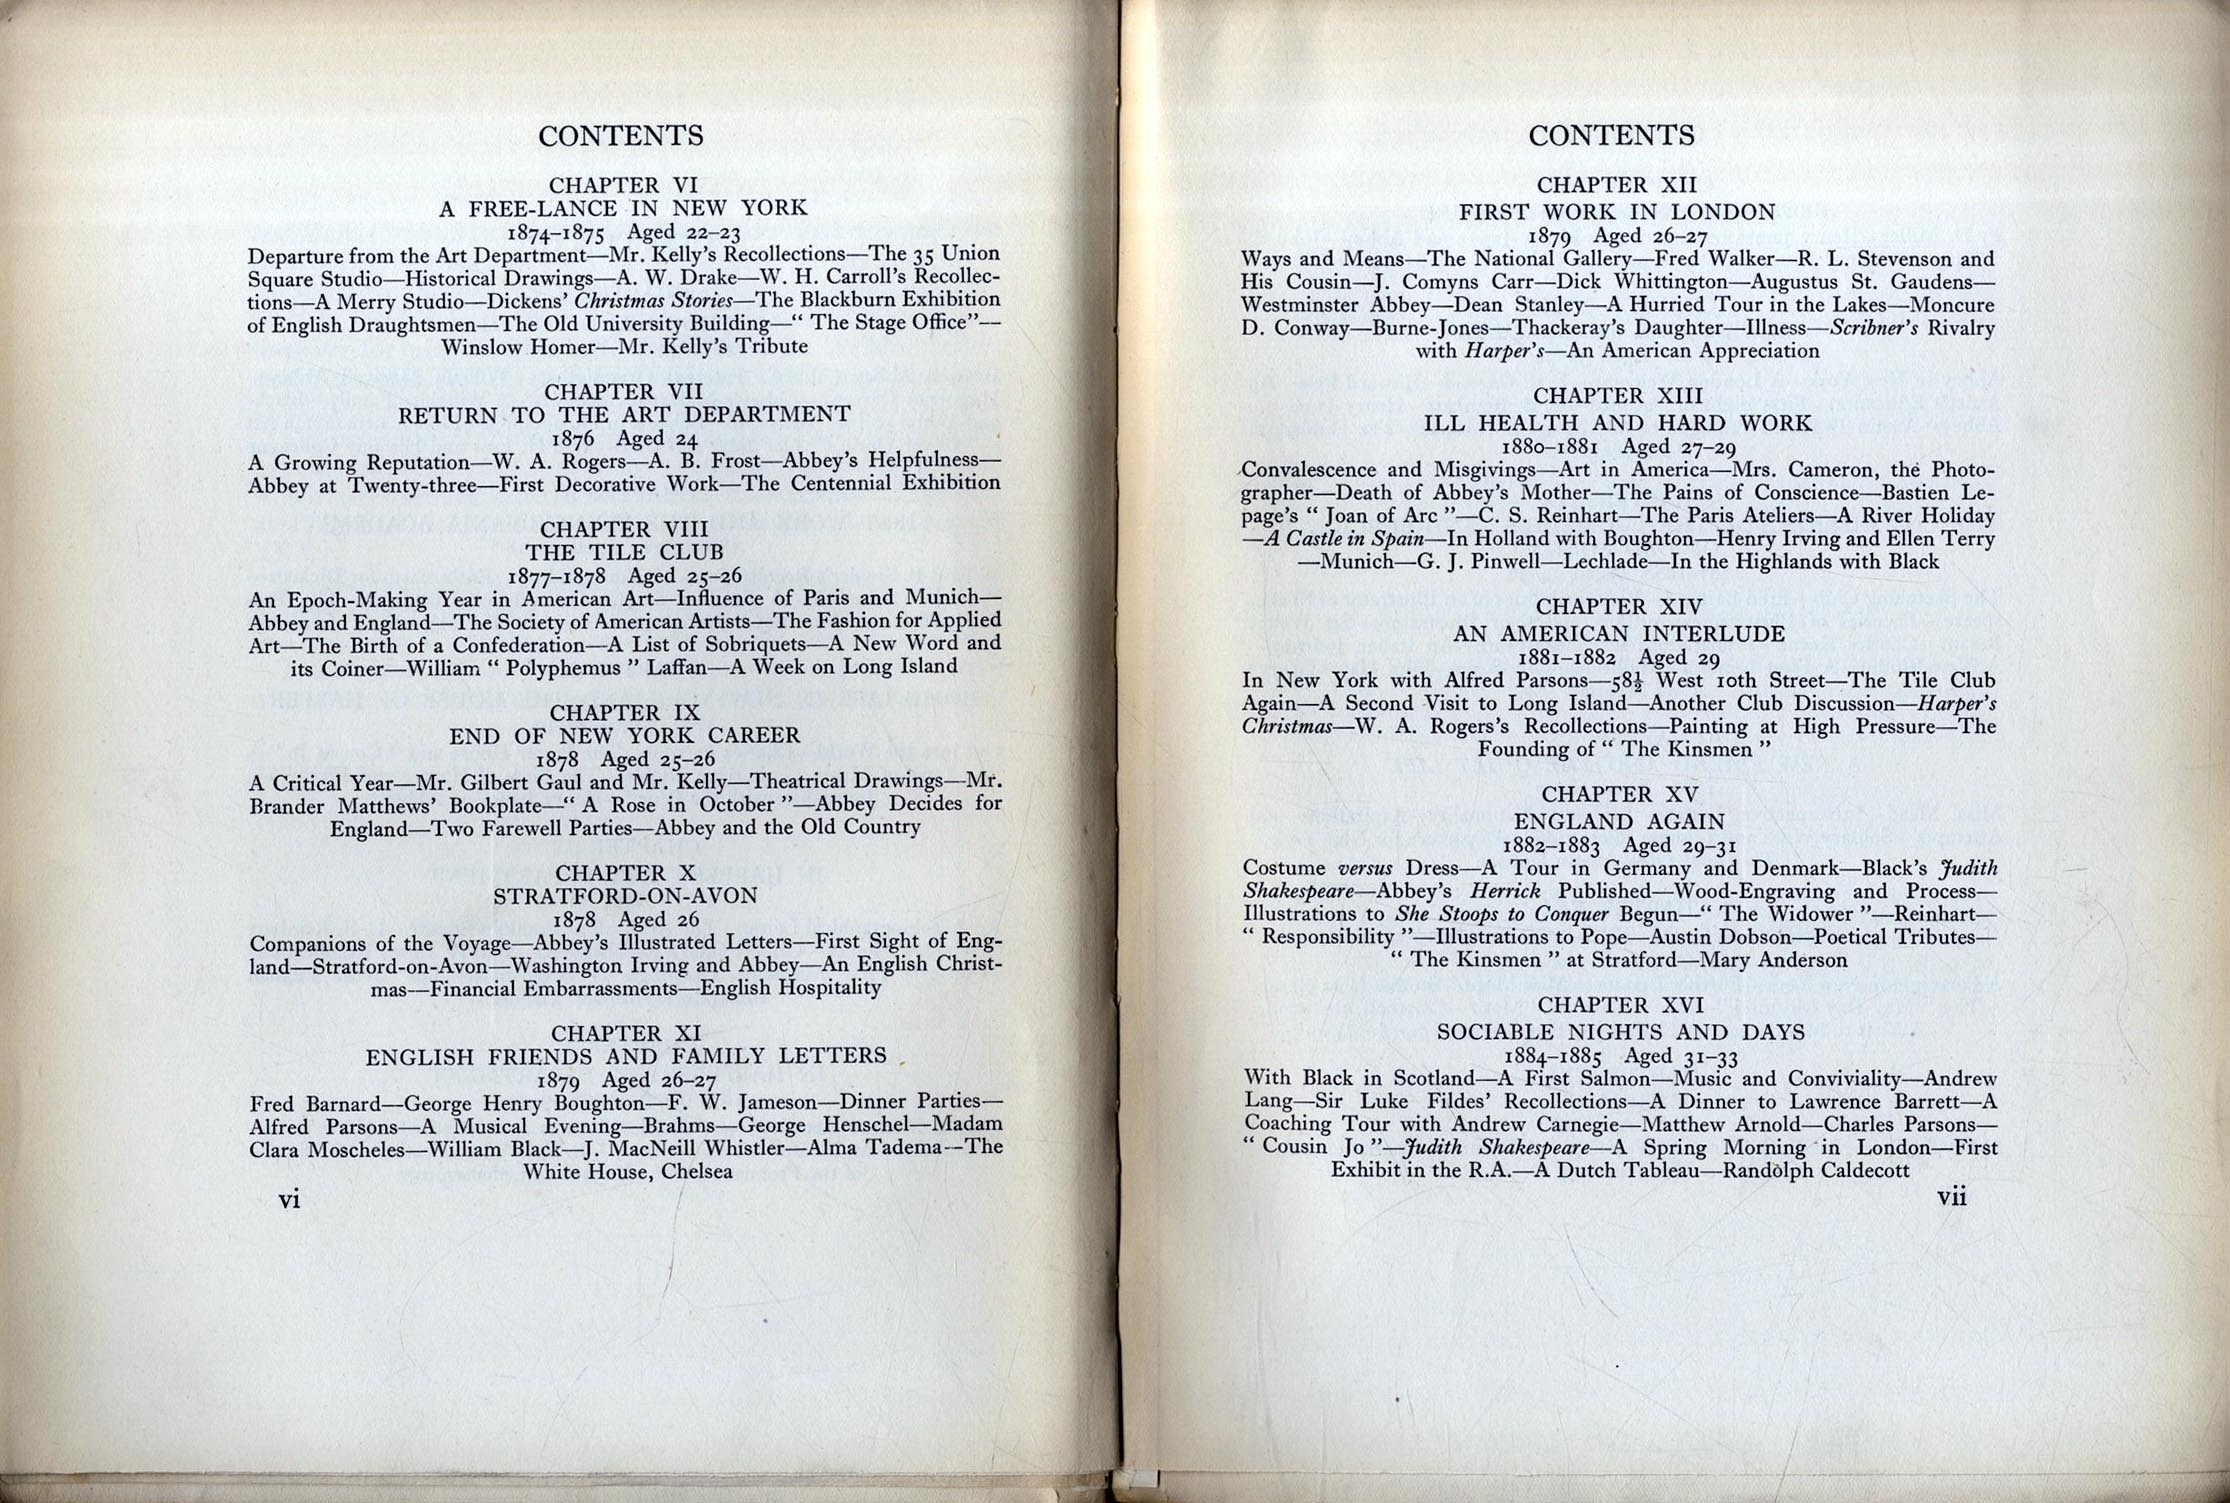 CONTENTS
CHAPTER VI
A FREE-LANCE IN NEW YORK
1874–1875 Aged 22–23
Departure from the Art Department—Mr. Kelly's Recollections—The 35 Union
Square Studio—Historical Drawings—A. W. Drake—W. H. Carroll's Recollec-
tions—A Merry Studio—Dickens' Christmas Stories—The Blackburn Exhibition
of English Draughtsmen—The Old University Building—“ The Stage Office”—
Winslow Homer—Mr. Kelly's Tribute
CHAPTER VII
RETURN TO THE ART DEPARTMENT
1876 Aged 24
A Growing Reputation—W. A. Rogers—A. B. Frost—Abbey's Helpfulness—
Abbey at Twenty-three—First Decorative Work—The Centennial Exhibition
CHAPTER VIII
THE TILE CLUB
1877–1878 Aged 25–26
An Epoch-Making Year in American Art—Influence of Paris and Munich—
Abbey and England—The Society of American Artists—The Fashion for Applied
Art—The Birth of a Confederation—A List of Sobriquets—A New Word and
its Coiner—William “ Polyphemus ” Laffan—A Week on Long Island
CHAPTER IX
END OF NEW YORK CAREER
1878 Aged 25–26
A Critical Year—Mr. Gilbert Gaul and Mr. Kelly—Theatrical Drawings—Mr.
Brander Matthews' Bookplate—“ A Rose in October ”—Abbey Decides for
England—Two Farewell Parties—Abbey and the Old Country
CHAPTER X
STRATFORD-ON-AVON
1878 Aged 26
Companions of the Voyage—Abbey's Illustrated Letters—First Sight of Eng-
land—Stratford-on-Avon—Washington Irving and Abbey—An English Christ-
mas—Financial Embarrassments—English Hospitality
CHAPTER XI
ENGLISH FRIENDS AND FAMILY LETTERS
1879 Aged 26–27
Fred Barnard—George Henry Boughton—F. W. Jameson—Dinner Parties—
Alfred Parsons—A Musical Evening—Brahms—George Henschel—Madam
Clara Moscheles—William Black—J. MacNeill Whistler—Alma Tadema—The
White House, Chelsea
vi
CONTENTS
CHAPTER XII
FIRST WORK IN LONDON
1879 Aged 26–27
Ways and Means—The National Gallery—Fred Walker—R. L. Stevenson and
His Cousin—J. Comyns Carr—Dick Whittington—Augustus St. Gaudens—
Westminster Abbey—Dean Stanley—A Hurried Tour in the Lakes—Moncure
D. Conway—Burne-Jones—Thackeray's Daughter—Illness—Scribner's Rivalry
with Harper's—An American Appreciation
CHAPTER XIII
ILL HEALTH AND HARD WORK
1880–1881 Aged 27–29
Convalescence and Misgivings—Art in America—Mrs. Cameron, the Photo-
grapher—Death of Abbey's Mother—The Pains of Conscience—Bastien Le-
page's “ Joan of Arc ”—C. S. Reinhart—The Paris Ateliers—A River Holiday
—A Castle in Spain—In Holland with Boughton—Henry Irving and Ellen Terry
—Munich—G. J. Pinwell—Lechlade—In the Highlands with Black
CHAPTER XIV
AN AMERICAN INTERLUDE
1881–1882 Aged 29
In New York with Alfred Parsons—58½ West 10th Street—The Tile Club
Again—A Second Visit to Long Island—Another Club Discussion—Harper's
Christmas—W. A. Rogers's Recollections—Painting at High Pressure—The
Founding of “ The Kinsmen ”
CHAPTER XV
ENGLAND AGAIN
1882–1883 Aged 29–31
Costume versus Dress—A Tour in Germany and Denmark—Black's Judith
Shakespeare—Abbey's Herrick Published—Wood-Engraving and Process—
Illustrations to She Stoops to Conquer Begun—“ The Widower ”—Reinhart—
“ Responsibility ”—Illustrations to Pope—Austin Dobson—Poetical Tributes—
“ The Kinsmen ” at Stratford—Mary Anderson
CHAPTER XVI
SOCIABLE NIGHTS AND DAYS
1884–1885 Aged 31–33
With Black in Scotland—A First Salmon—Music and Conviviality—Andrew
Lang—Sir Luke Fildes' Recollections—A Dinner to Lawrence Barrett—A
Coaching Tour with Andrew Carnegie—Matthew Arnold—Charles Parsons—
“ Cousin Jo ”—Judith Shakespeare—A Spring Morning in London—First
Exhibit in the R.A.—A Dutch Tableau—Randolph Caldecott
vii